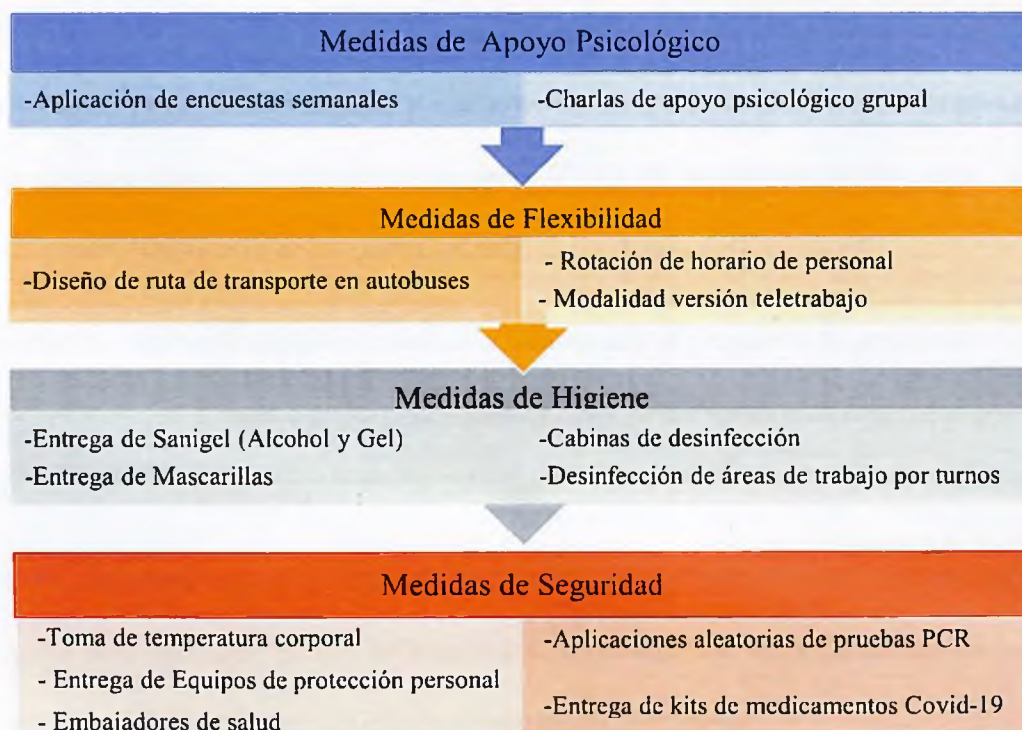 Medidas de Apoyo Psicológico
-Aplicación de encuestas semanales
-Charlas de apoyo psicológico grupal
Medidas de Flexibilidad
-Diseño de ruta de transporte en autobuses
- Rotación de horario de personal
- Modalidad versión teletrabajo
Medidas de Higiene
-Entrega de Sanigel (Alcohol y Gel)
-Entrega de Mascarillas
-Cabinas de desinfección
-Desinfección de áreas de trabajo por turnos
Medidas de Seguridad
-Toma de temperatura corporal
- Entrega de Equipos de protección personal
- Embajadores de salud
-Aplicaciones aleatorias de pruebas PCR
-Entrega de kits de medicamentos Covid-19